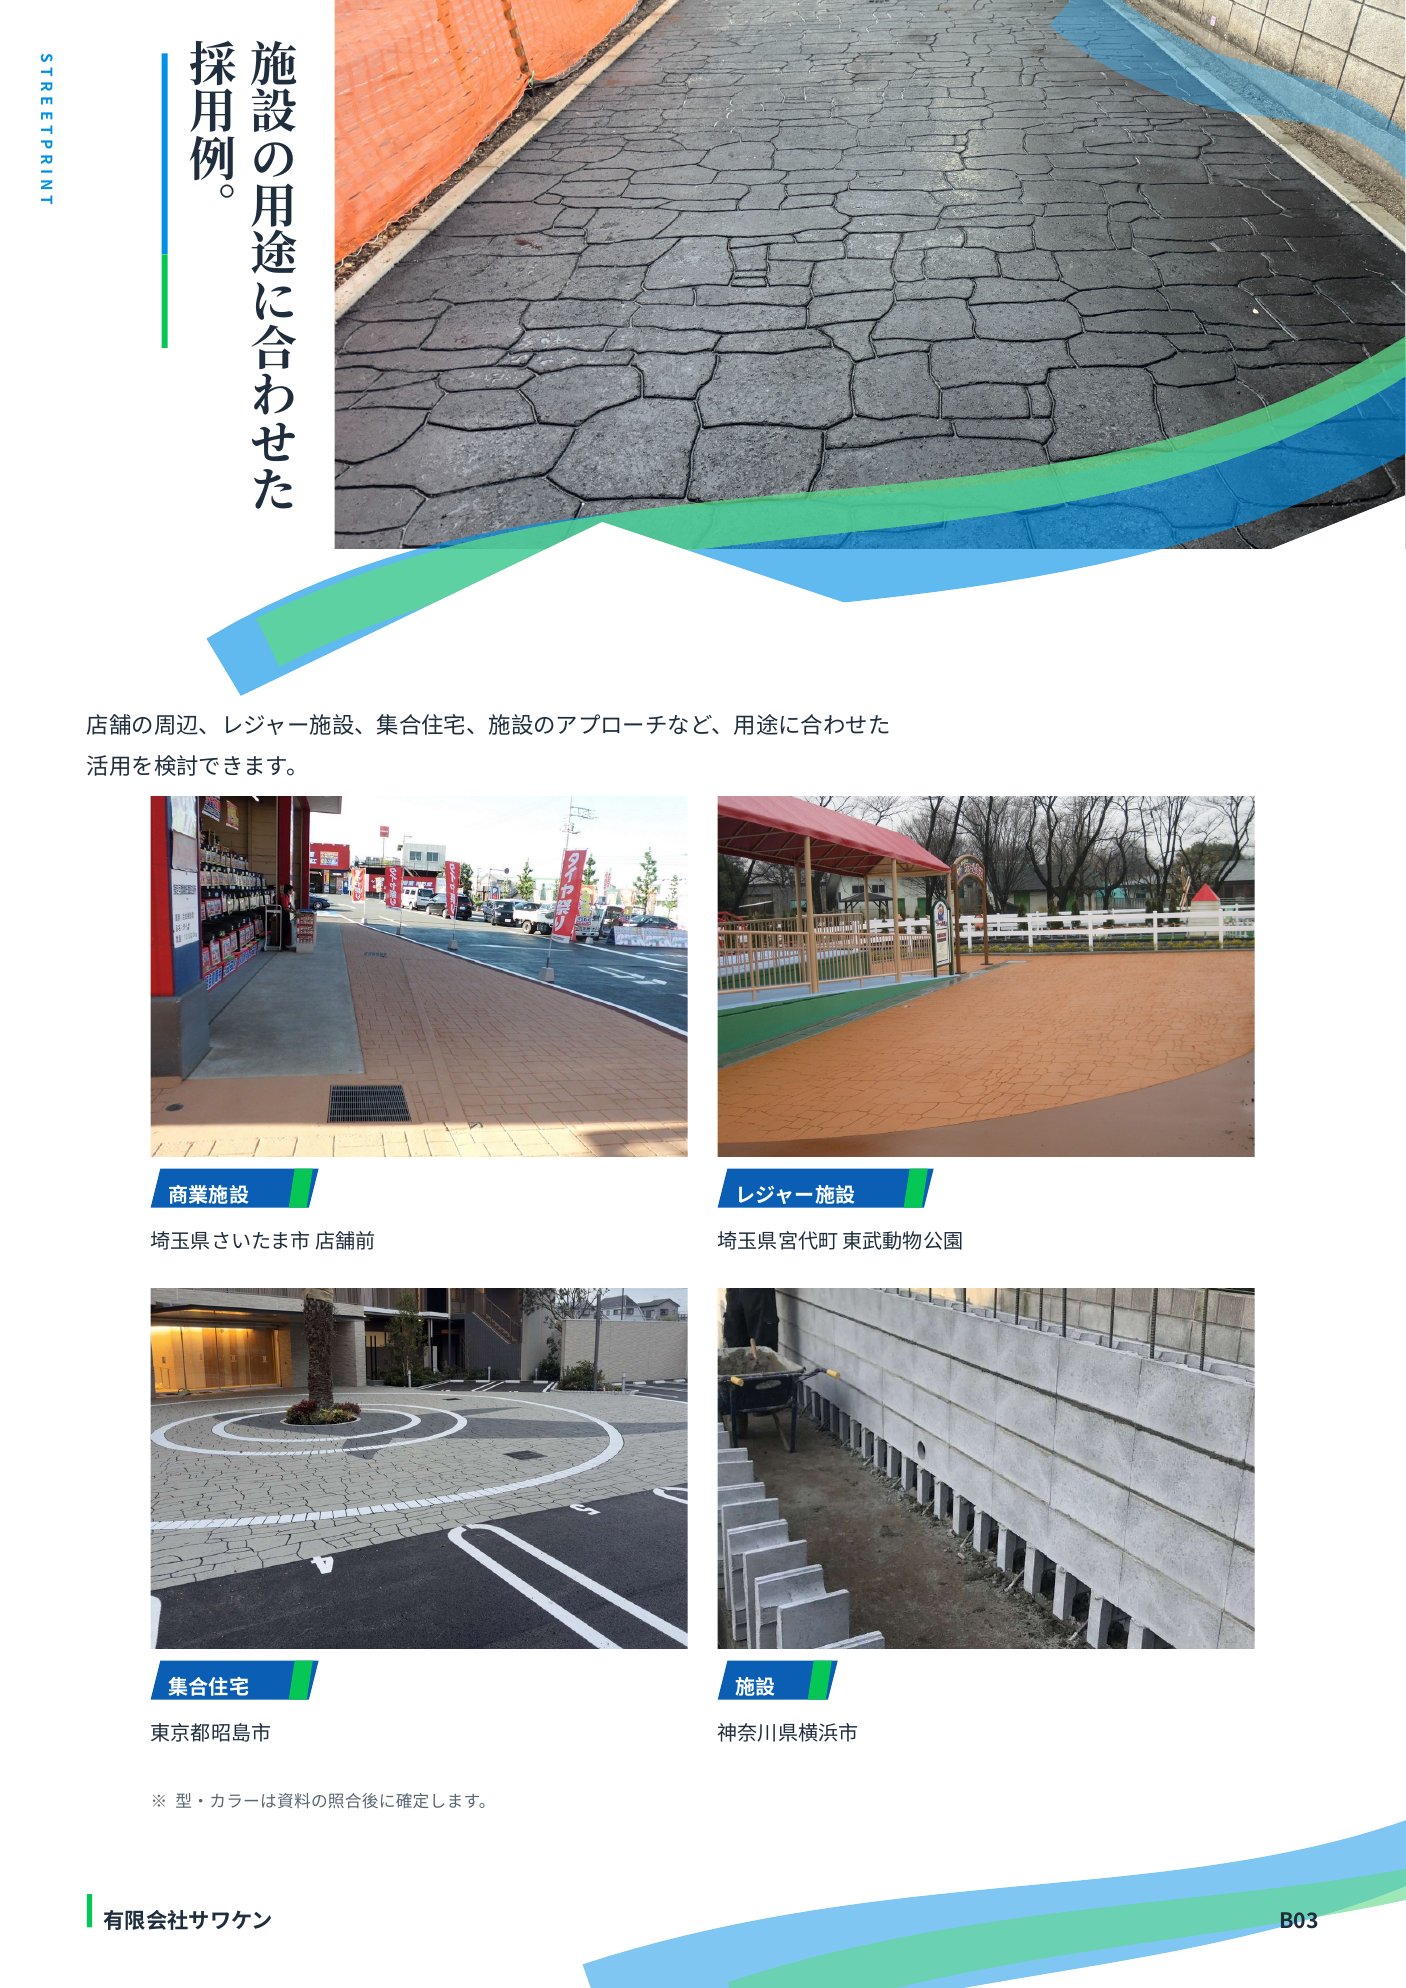 STREETPRINT
施設の用途に合わせた
採用例。
店舗の周辺、レジャー施設、集合住宅、施設のアプローチなど、用途に合わせた
活用を検討できます。
タイヤ祭り
商業施設
埼玉県さいたま市 店舗前
レジャー施設
埼玉県宮代町 東武動物公園
4
5
集合住宅
東京都昭島市
施設
神奈川県横浜市
※ 型・カラーは資料の照合後に確定します。
有限会社サワケン
B03